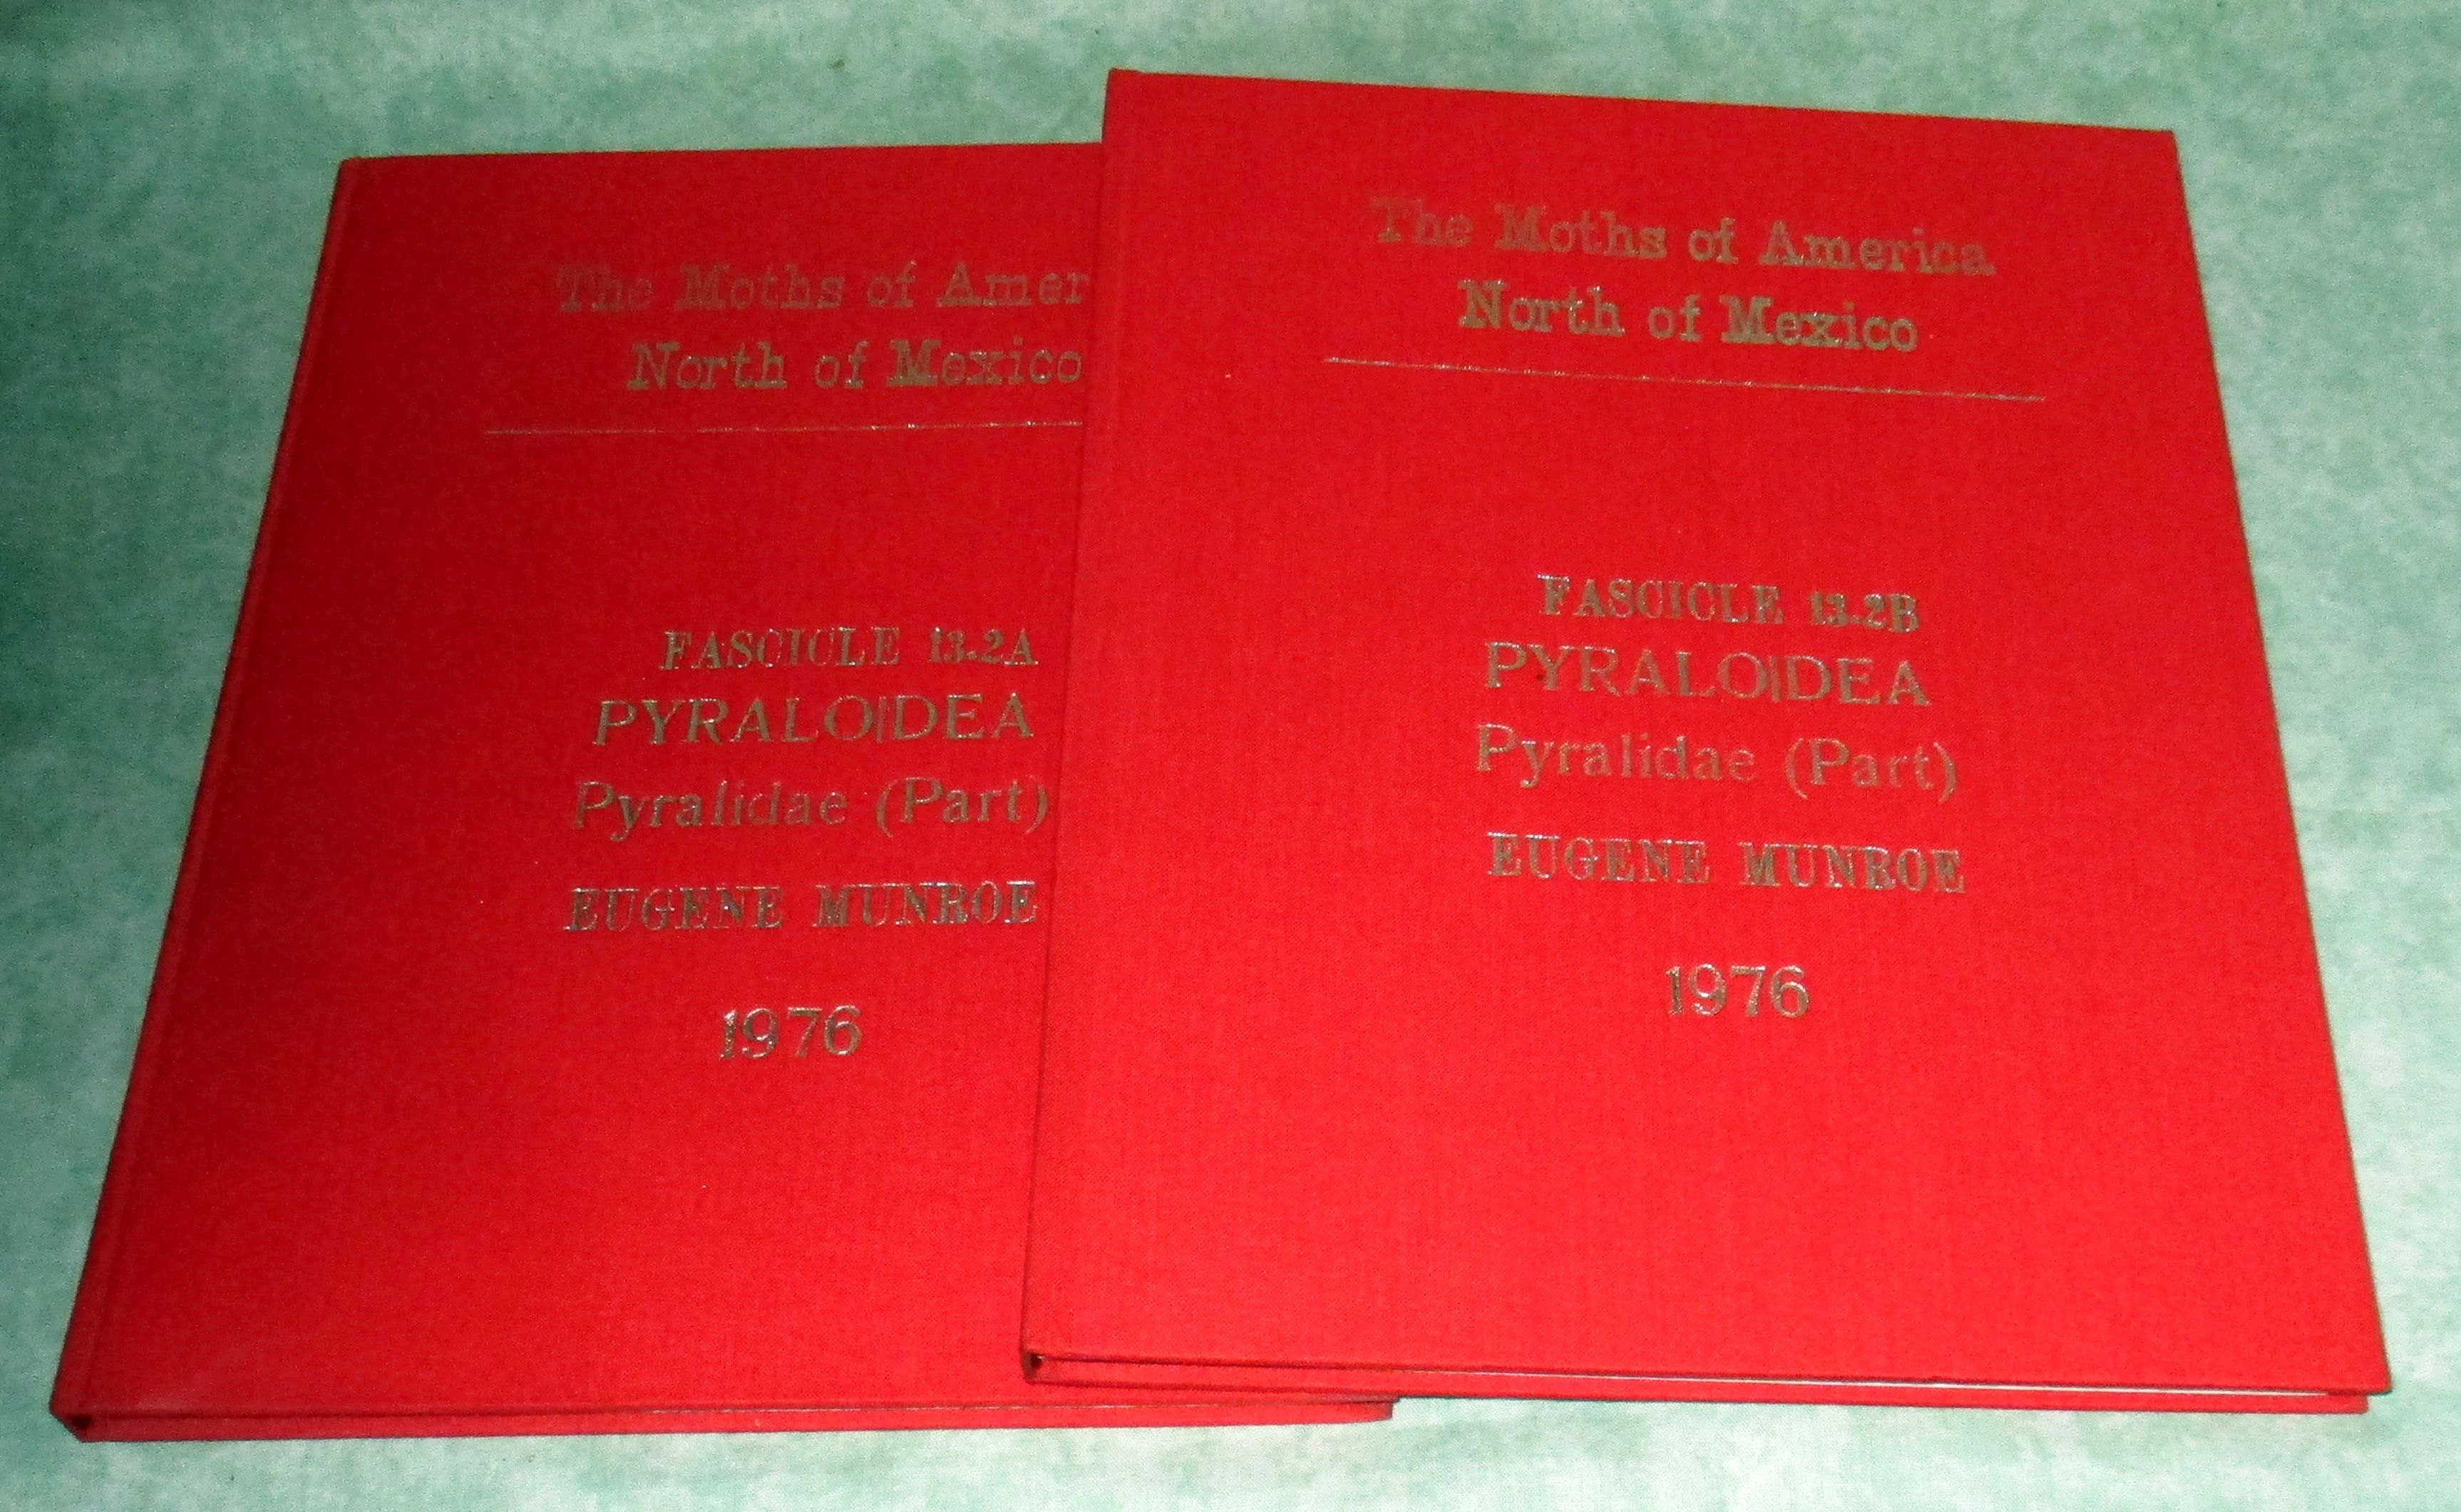 The Moths of Amer
North of Mexico
FASCICLE 13.2A
PYRALOIDEA
Pyralidae (Part)
EUGENE MUNROE
1976
The Moths of America
North of Mexico
FASCICLE 13.2B
PYRALOIDEA
Pyralidae (Part)
EUGENE MUNROE
1976